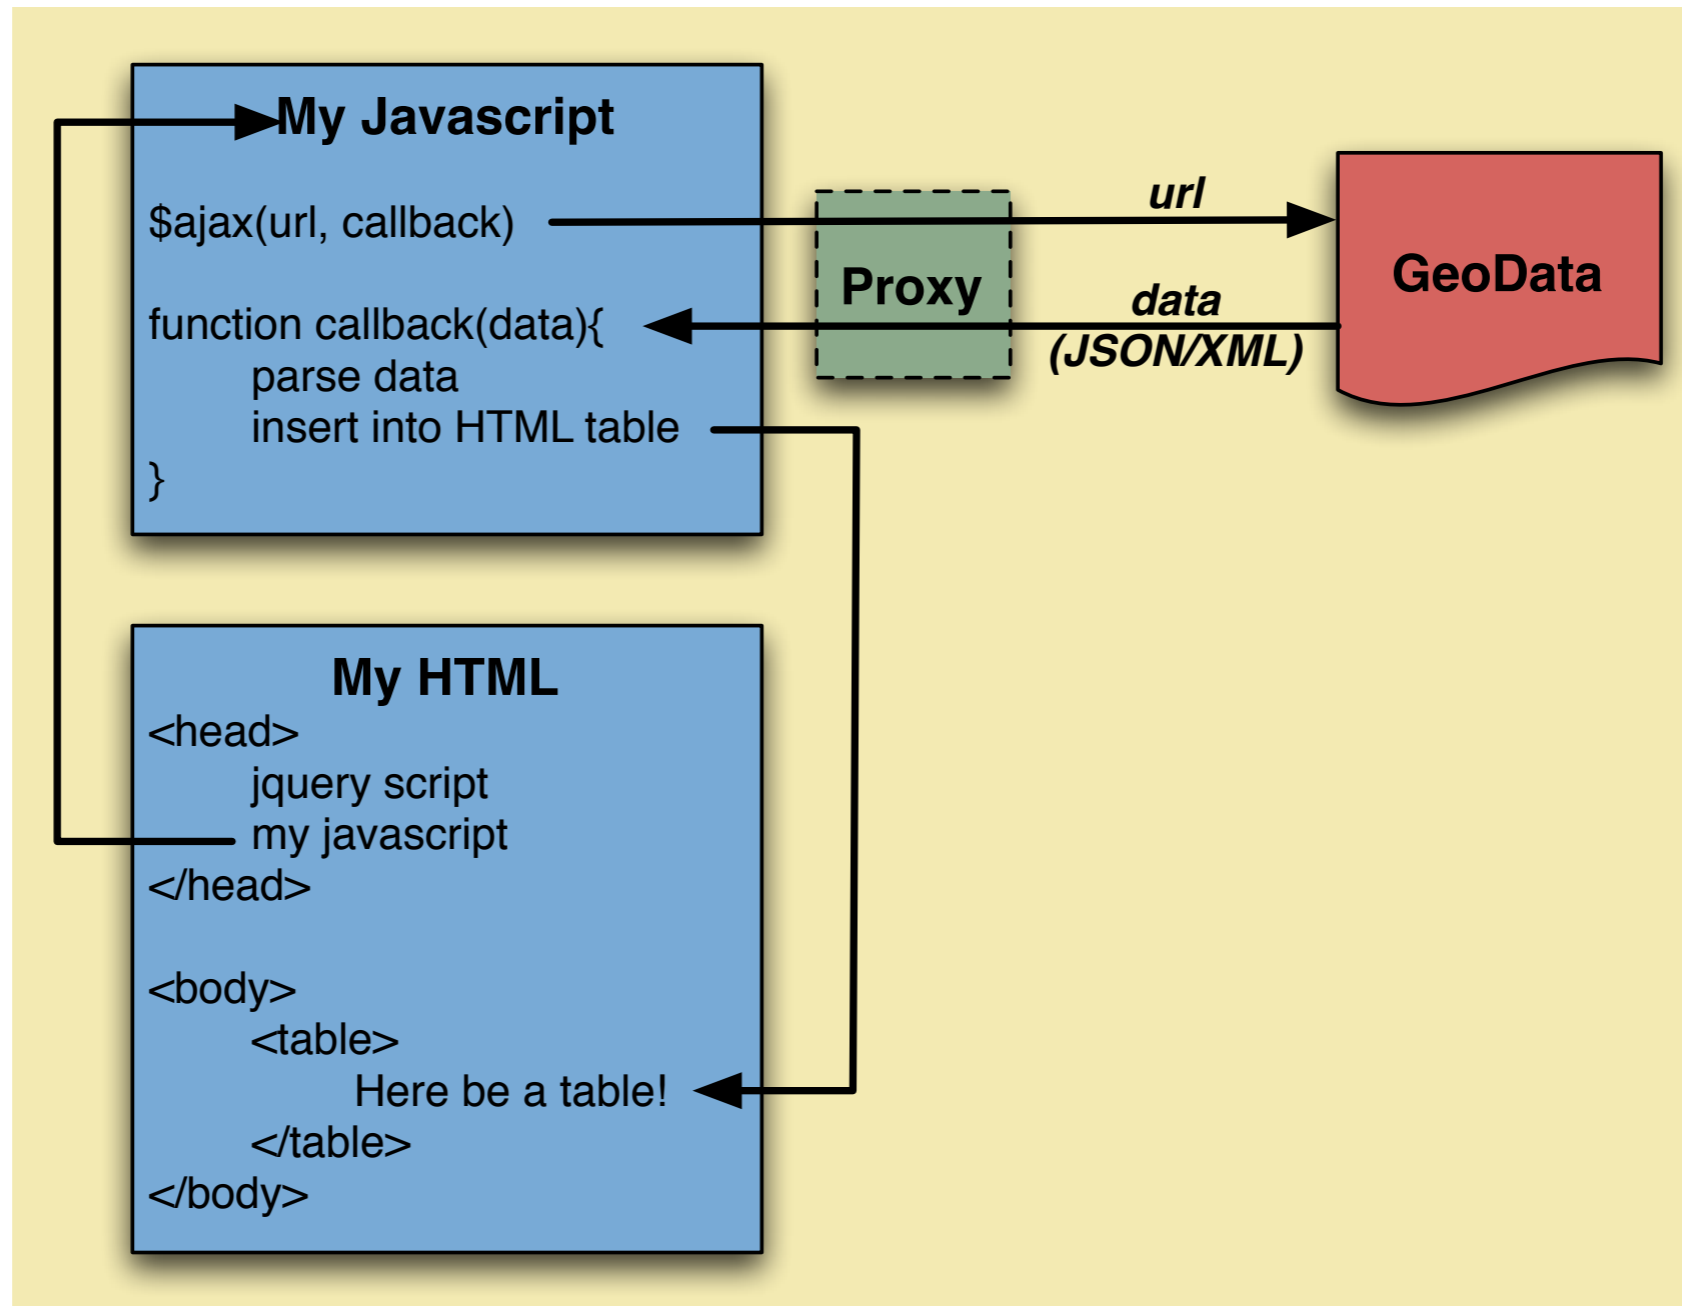 My Javascript
$ajax(url, callback)
function callback(data){
parse data
insert into HTML table
}
Proxy
url
data
(JSON/XML)
GeoData
My HTML
<head>
jquery script
my javascript
</head>
<body>
<table>
Here be a table!
</table>
</body>